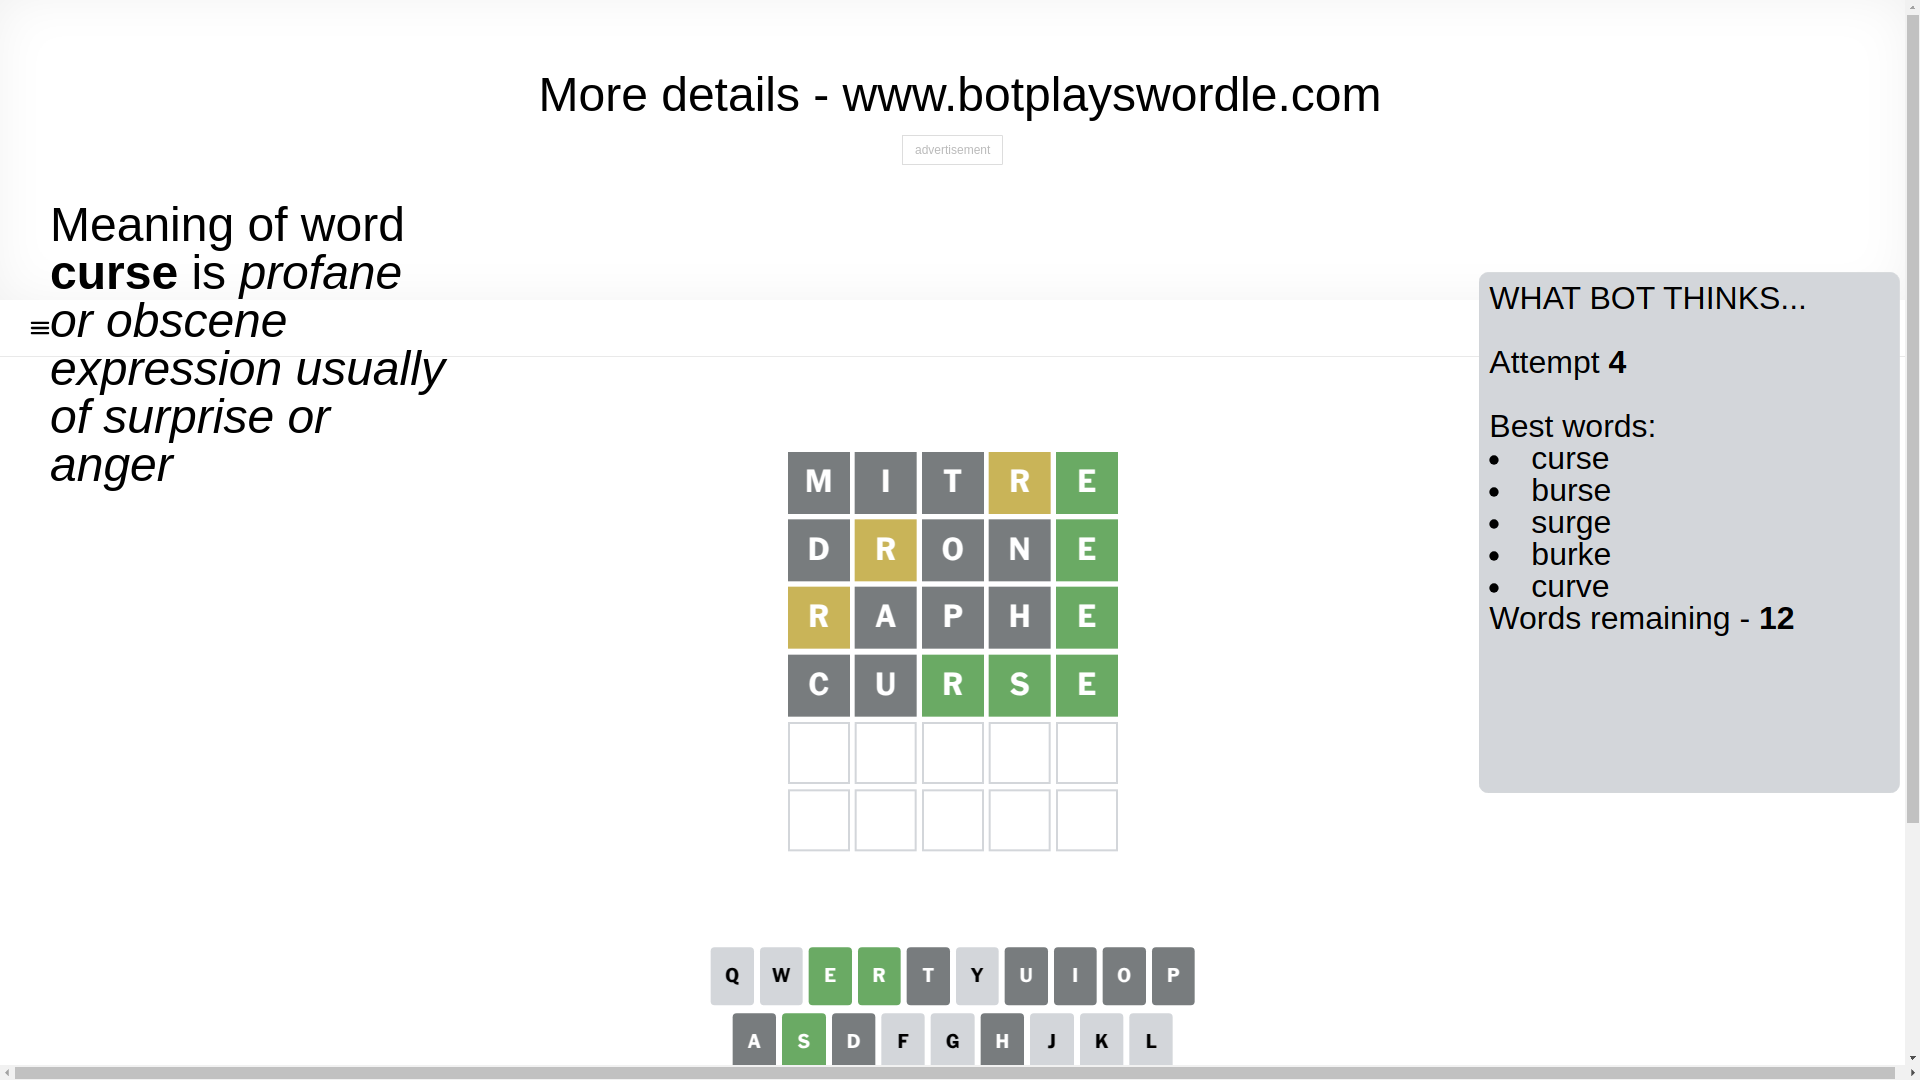 More details - www.botplayswordle.com
advertisement
Meaning of word
curse is profane
or obscene
expression usually
of surprise or
anger
WHAT BOT THINKS...
Attempt 4
Best words:
• curse
• burse
• surge
• burke
• curve
Words remaining - 12
M I T R E
D R O N E
R A P H E
C U R S E
Q W E R T Y U I O P
A S D F G H J K L